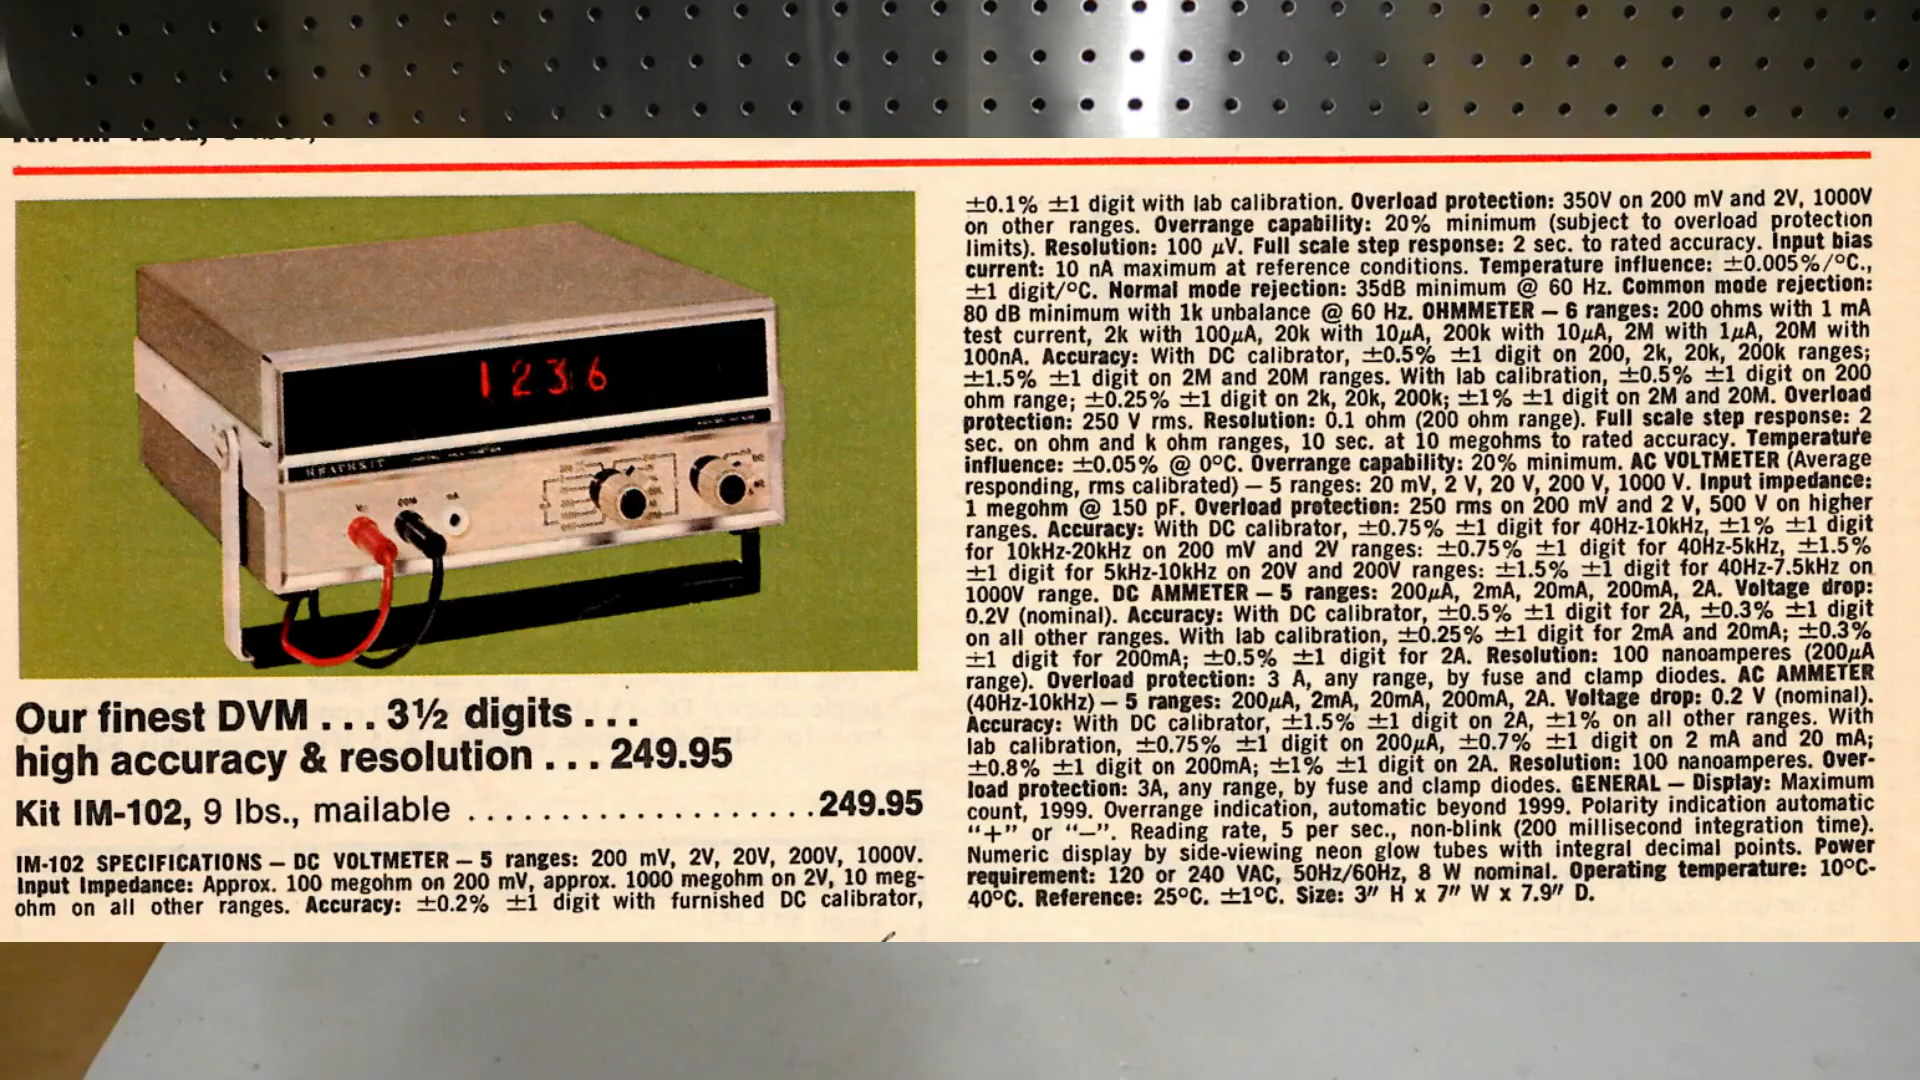 1236
HEATHKIT
Our finest DVM . . . 3½ digits . . .
high accuracy & resolution . . . 249.95
Kit IM-102, 9 lbs., mailable . . . . . . . . . . . . . . . . . . . 249.95
IM-102 SPECIFICATIONS — DC VOLTMETER — 5 ranges: 200 mV, 2V, 20V, 200V, 1000V.
Input Impedance: Approx. 100 megohm on 200 mV, approx. 1000 megohm on 2V, 10 meg-
ohm on all other ranges. Accuracy: ±0.2% ±1 digit with furnished DC calibrator,
±0.1% ±1 digit with lab calibration. Overload protection: 350V on 200 mV and 2V, 1000V
on other ranges. Overrange capability: 20% minimum (subject to overload protection
limits). Resolution: 100 µV. Full scale step response: 2 sec. to rated accuracy. Input bias
current: 10 nA maximum at reference conditions. Temperature influence: ±0.005%/°C.,
±1 digit/°C. Normal mode rejection: 35dB minimum @ 60 Hz. Common mode rejection:
80 dB minimum with 1k unbalance @ 60 Hz. OHMMETER — 6 ranges: 200 ohms with 1 mA
test current, 2k with 100µA, 20k with 10µA, 200k with 10µA, 2M with 1µA, 20M with
100nA. Accuracy: With DC calibrator, ±0.5% ±1 digit on 200, 2k, 20k, 200k ranges;
±1.5% ±1 digit on 2M and 20M ranges. With lab calibration, ±0.5% ±1 digit on 200
ohm range; ±0.25% ±1 digit on 2k, 20k, 200k; ±1% ±1 digit on 2M and 20M. Overload
protection: 250 V rms. Resolution: 0.1 ohm (200 ohm range). Full scale step response: 2
sec. on ohm and k ohm ranges, 10 sec. at 10 megohms to rated accuracy. Temperature
influence: ±0.05% @ 0°C. Overrange capability: 20% minimum. AC VOLTMETER (Average
responding, rms calibrated) — 5 ranges: 20 mV, 2 V, 20 V, 200 V, 1000 V. Input impedance:
1 megohm @ 150 pF. Overload protection: 250 rms on 200 mV and 2 V, 500 V on higher
ranges. Accuracy: With DC calibrator, ±0.75% ±1 digit for 40Hz-10kHz, ±1% ±1 digit
for 10kHz-20kHz on 200 mV and 2V ranges: ±0.75% ±1 digit for 40Hz-5kHz, ±1.5%
±1 digit for 5kHz-10kHz on 20V and 200V ranges: ±1.5% ±1 digit for 40Hz-7.5kHz on
1000V range. DC AMMETER — 5 ranges: 200µA, 2mA, 20mA, 200mA, 2A. Voltage drop:
0.2V (nominal). Accuracy: With DC calibrator, ±0.5% ±1 digit for 2A, ±0.3% ±1 digit
on all other ranges. With lab calibration, ±0.25% ±1 digit for 2mA and 20mA; ±0.3%
±1 digit for 200mA; ±0.5% ±1 digit for 2A. Resolution: 100 nanoamperes (200µA
range). Overload protection: 3 A, any range, by fuse and clamp diodes. AC AMMETER
(40Hz-10kHz) — 5 ranges: 200µA, 2mA, 20mA, 200mA, 2A. Voltage drop: 0.2 V (nominal).
Accuracy: With DC calibrator, ±1.5% ±1 digit on 2A, ±1% on all other ranges. With
lab calibration, ±0.75% ±1 digit on 200µA, ±0.7% ±1 digit on 2 mA and 20 mA;
±0.8% ±1 digit on 200mA; ±1% ±1 digit on 2A. Resolution: 100 nanoamperes. Over-
load protection: 3A, any range, by fuse and clamp diodes. GENERAL — Display: Maximum
count, 1999. Overrange indication, automatic beyond 1999. Polarity indication automatic
“+” or “–”. Reading rate, 5 per sec., non-blink (200 millisecond integration time).
Numeric display by side-viewing neon glow tubes with integral decimal points. Power
requirement: 120 or 240 VAC, 50Hz/60Hz, 8 W nominal. Operating temperature: 10°C-
40°C. Reference: 25°C. ±1°C. Size: 3″ H x 7″ W x 7.9″ D.